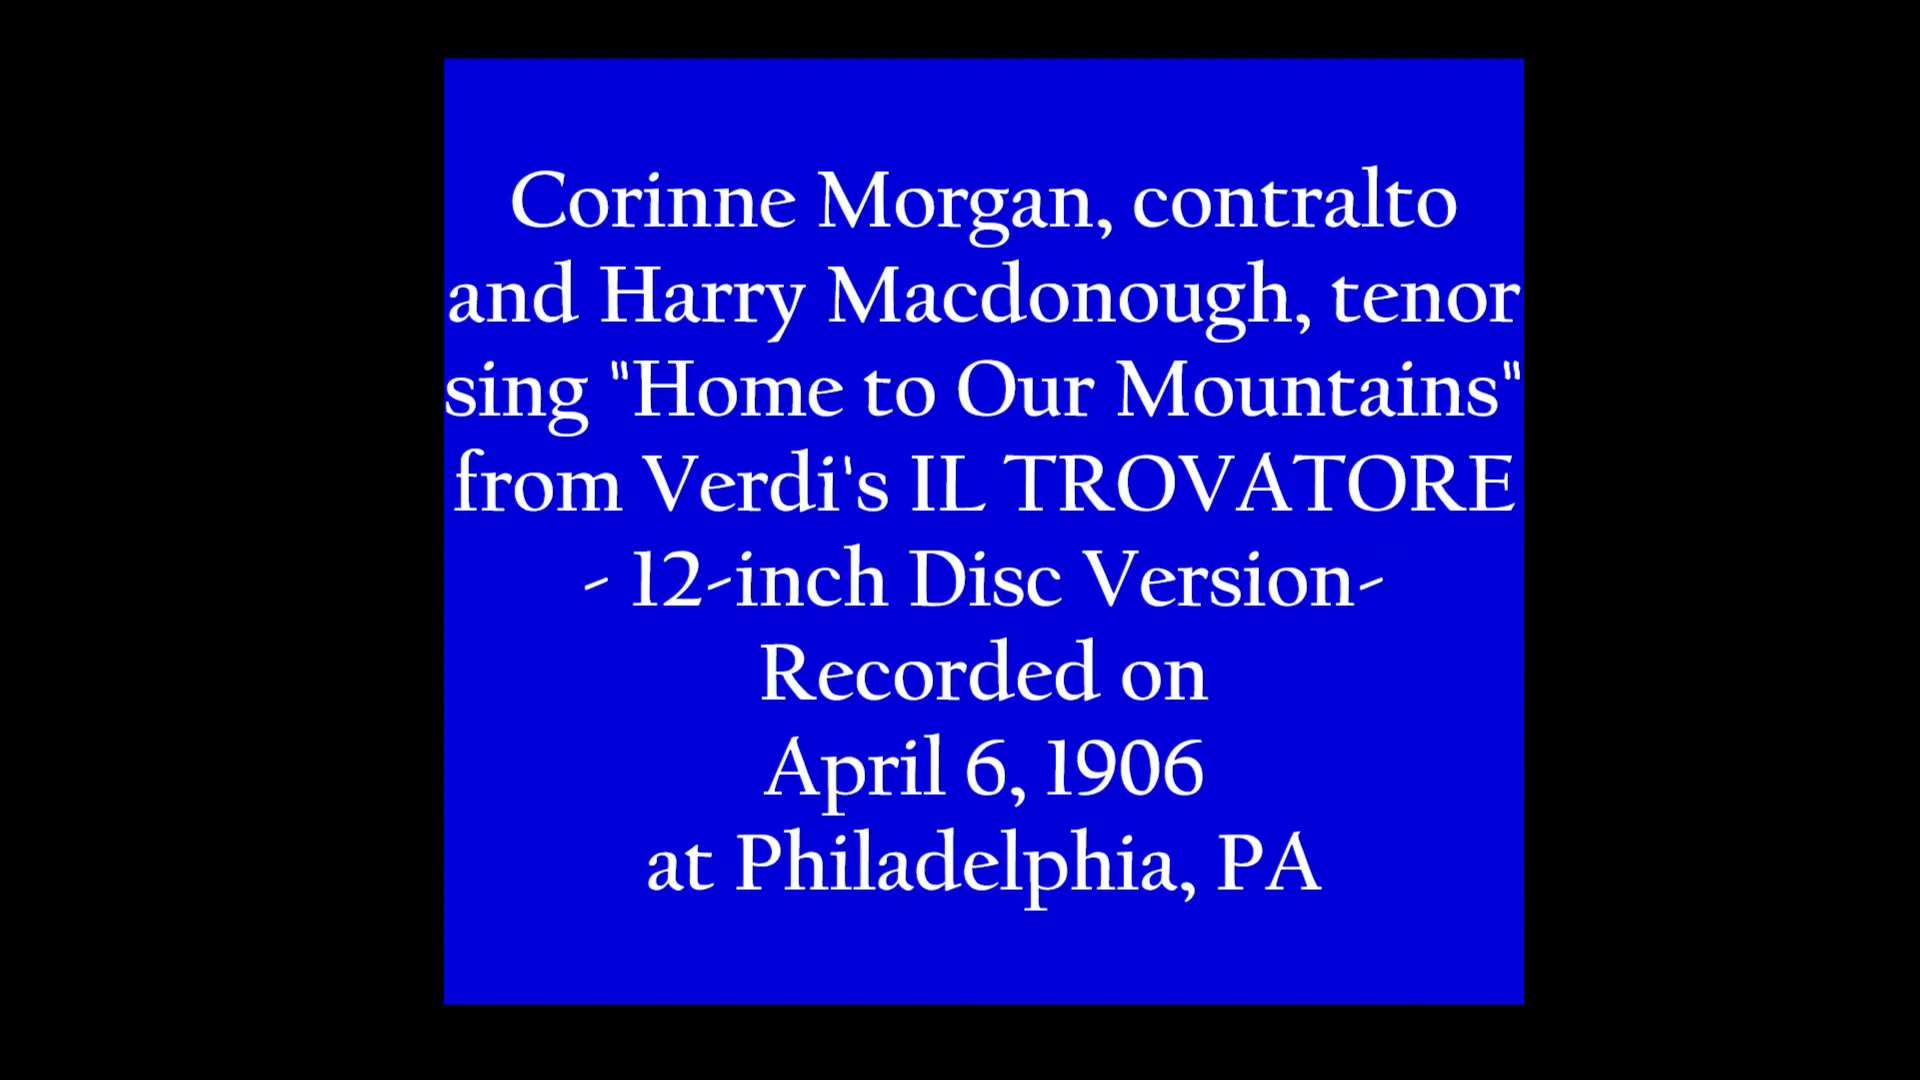 Corinne Morgan, contralto
and Harry Macdonough, tenor
sing "Home to Our Mountains"
from Verdi's IL TROVATORE
- 12-inch Disc Version-
Recorded on
April 6, 1906
at Philadelphia, PA